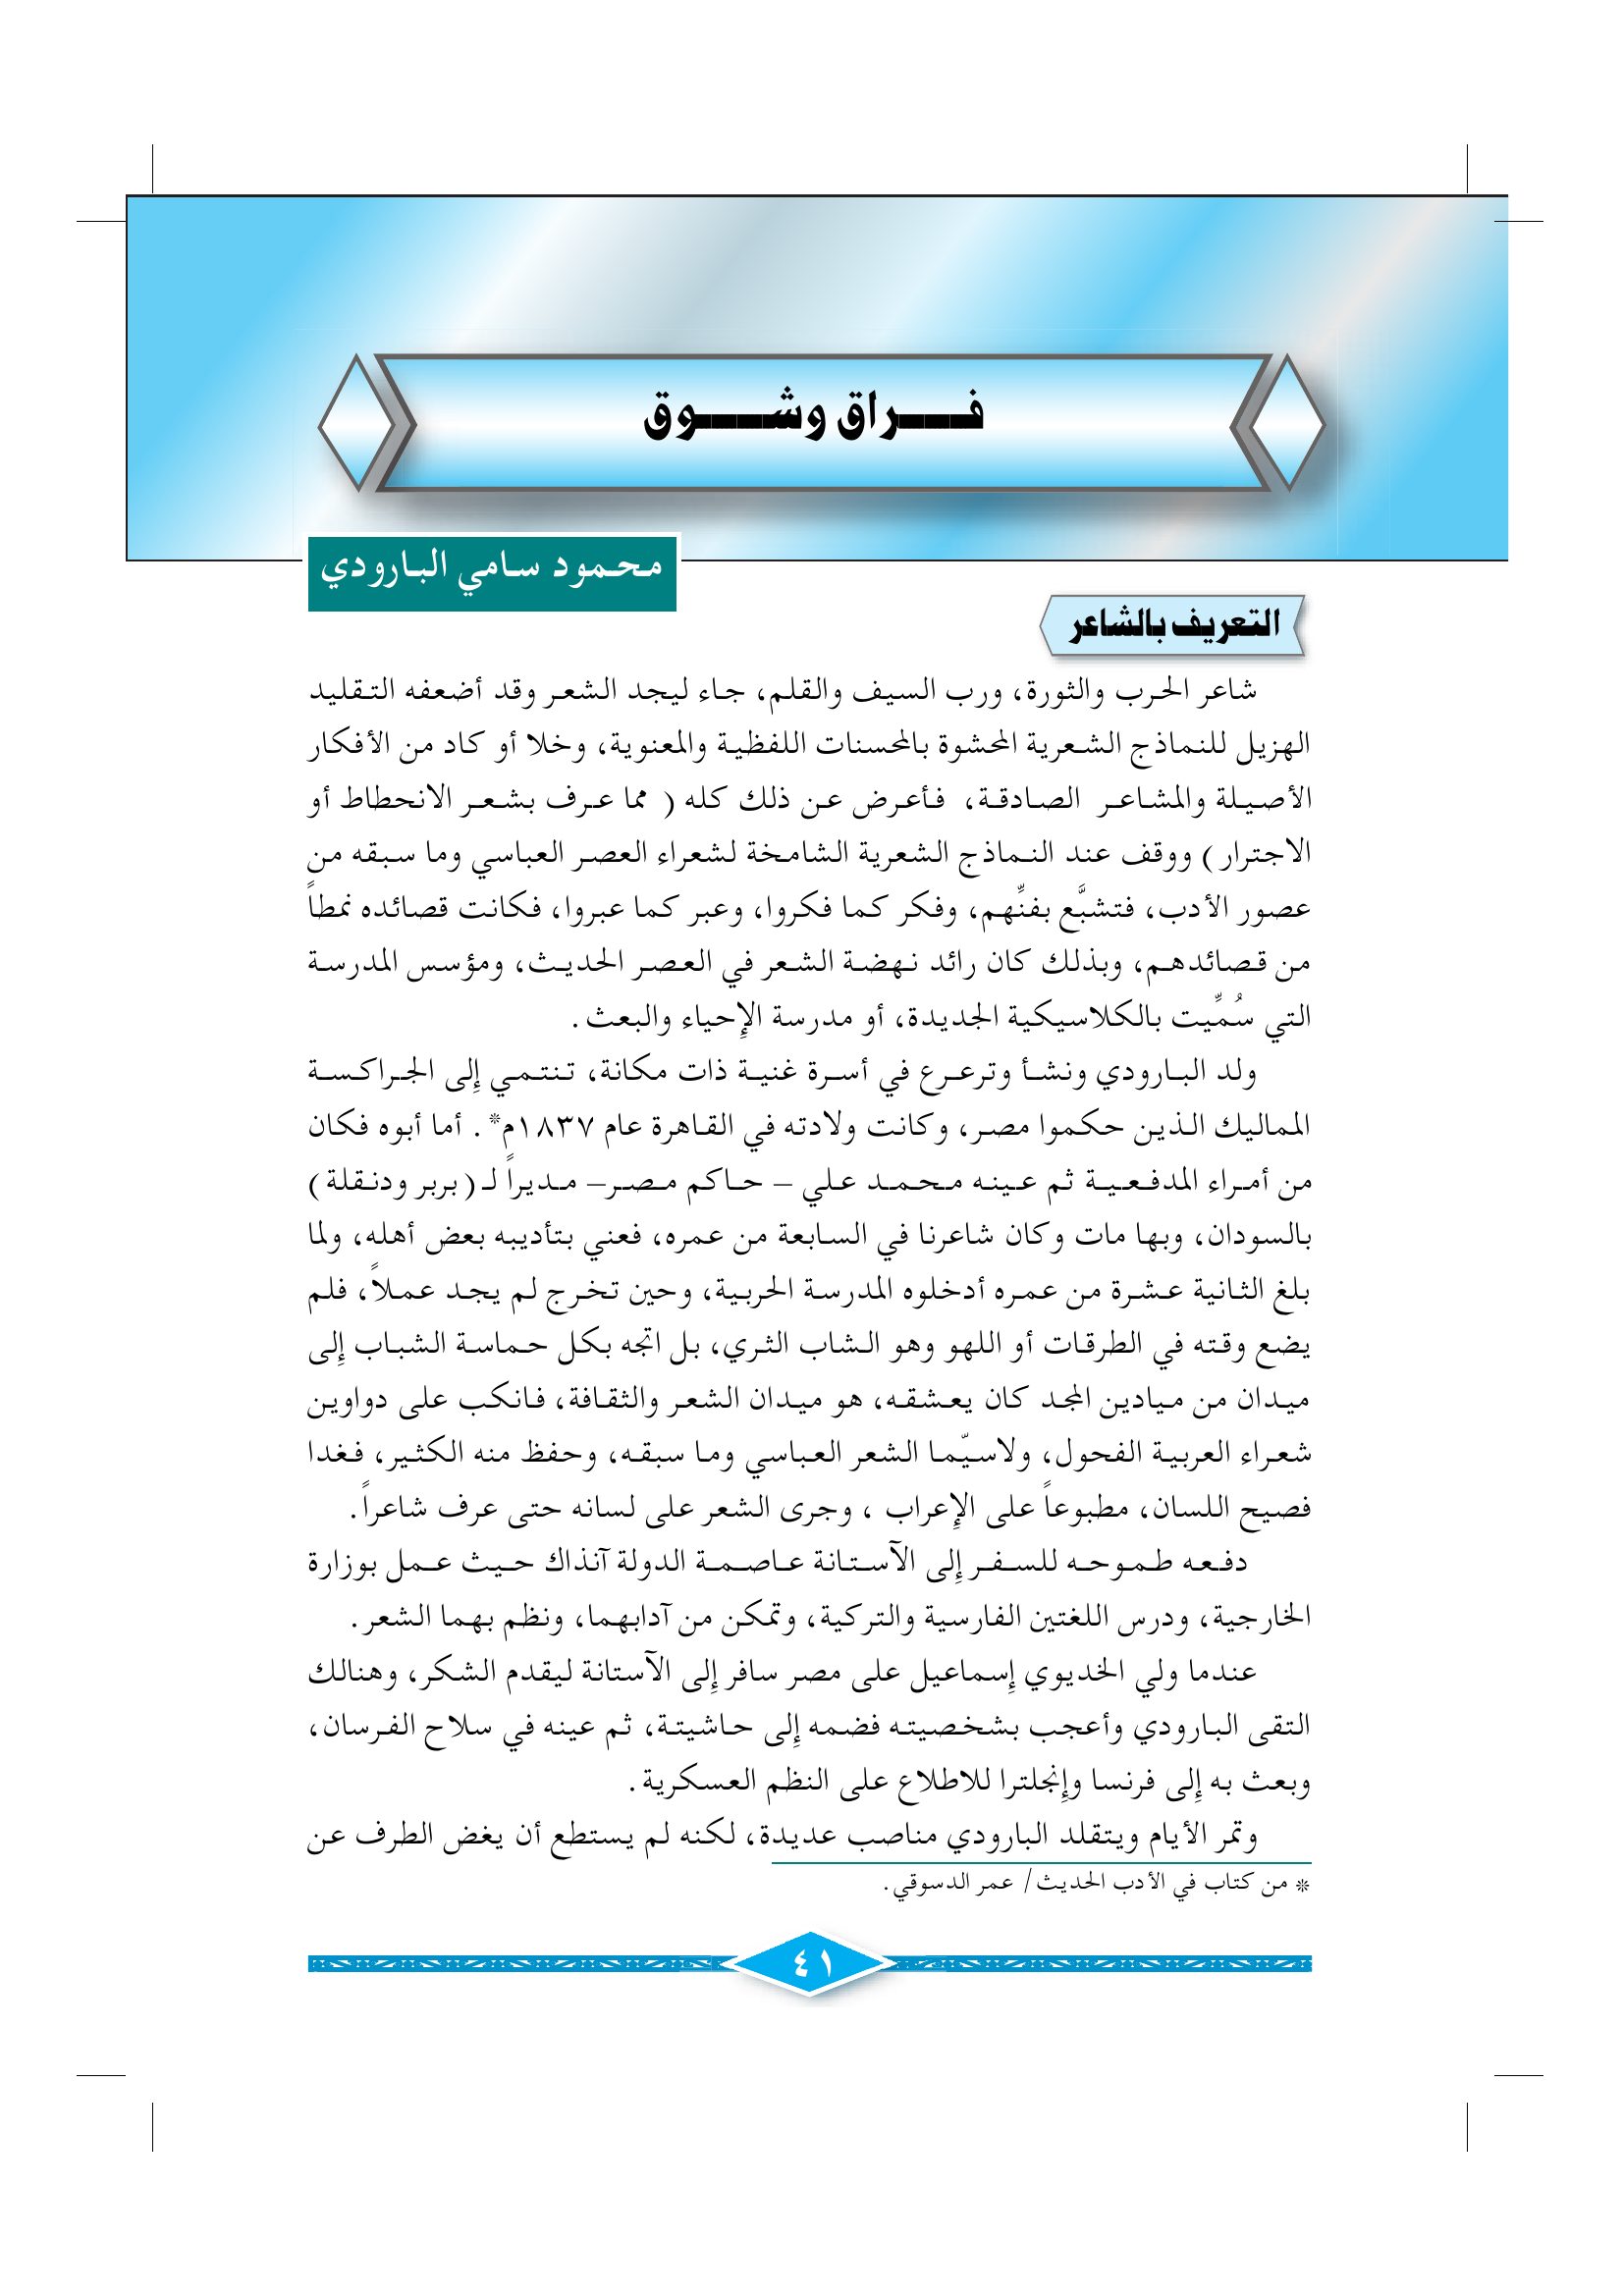 فـــراق وشـــوق
محمود سامي البارودي
التعريف بالشاعر
شاعر الحرب والثورة، ورب السيف والقلم، جاء ليجد الشعر وقد أضعفه التقليد
الهزيل للنماذج الشعرية المحشوة بالمحسنات اللفظية والمعنوية، وخلا أو كاد من الأفكار
الأصيلة والمشاعر الصادقة، فأعرض عن ذلك كله ( مما عرف بشعر الانحطاط أو
الاجترار ) ووقف عند النماذج الشعرية الشامخة لشعراء العصر العباسي وما سبقه من
عصور الأدب، فتشبَّع بفنِّهم، وفكر كما فكروا، وعبر كما عبروا، فكانت قصائده نمطاً
من قصائدهم، وبذلك كان رائد نهضة الشعر في العصر الحديث، ومؤسس المدرسة
التي سُمِّيت بالكلاسيكية الجديدة، أو مدرسة الإحياء والبعث .
ولد البارودي ونشأ وترعرع في أسرة غنية ذات مكانة، تنتمي إلى الجراكسة
المماليك الذين حكموا مصر، وكانت ولادته في القاهرة عام ١٨٣٧م* . أما أبوه فكان
من أمراء المدفعية ثم عينه محمد علي – حاكم مصر– مديراً لـ ( بربر ودنقلة )
بالسودان، وبها مات وكان شاعرنا في السابعة من عمره، فعني بتأديبه بعض أهله، ولما
بلغ الثانية عشرة من عمره أدخلوه المدرسة الحربية، وحين تخرج لم يجد عملاً، فلم
يضع وقته في الطرقات أو اللهو وهو الشاب الثري، بل اتجه بكل حماسة الشباب إلى
ميدان من ميادين المجد كان يعشقه، هو ميدان الشعر والثقافة، فانكب على دواوين
شعراء العربية الفحول، ولاسيّما الشعر العباسي وما سبقه، وحفظ منه الكثير، فغدا
فصيح اللسان، مطبوعاً على الإعراب ، وجرى الشعر على لسانه حتى عرف شاعراً .
دفعه طموحه للسفر إلى الآستانة عاصمة الدولة آنذاك حيث عمل بوزارة
الخارجية، ودرس اللغتين الفارسية والتركية، وتمكن من آدابهما، ونظم بهما الشعر .
عندما ولي الخديوي إسماعيل على مصر سافر إلى الآستانة ليقدم الشكر، وهنالك
التقى البارودي وأعجب بشخصيته فضمه إلى حاشيتة، ثم عينه في سلاح الفرسان،
وبعث به إلى فرنسا وإنجلترا للاطلاع على النظم العسكرية .
وتمر الأيام ويتقلد البارودي مناصب عديدة، لكنه لم يستطع أن يغض الطرف عن
* من كتاب في الأدب الحديث/ عمر الدسوقي .
٤١